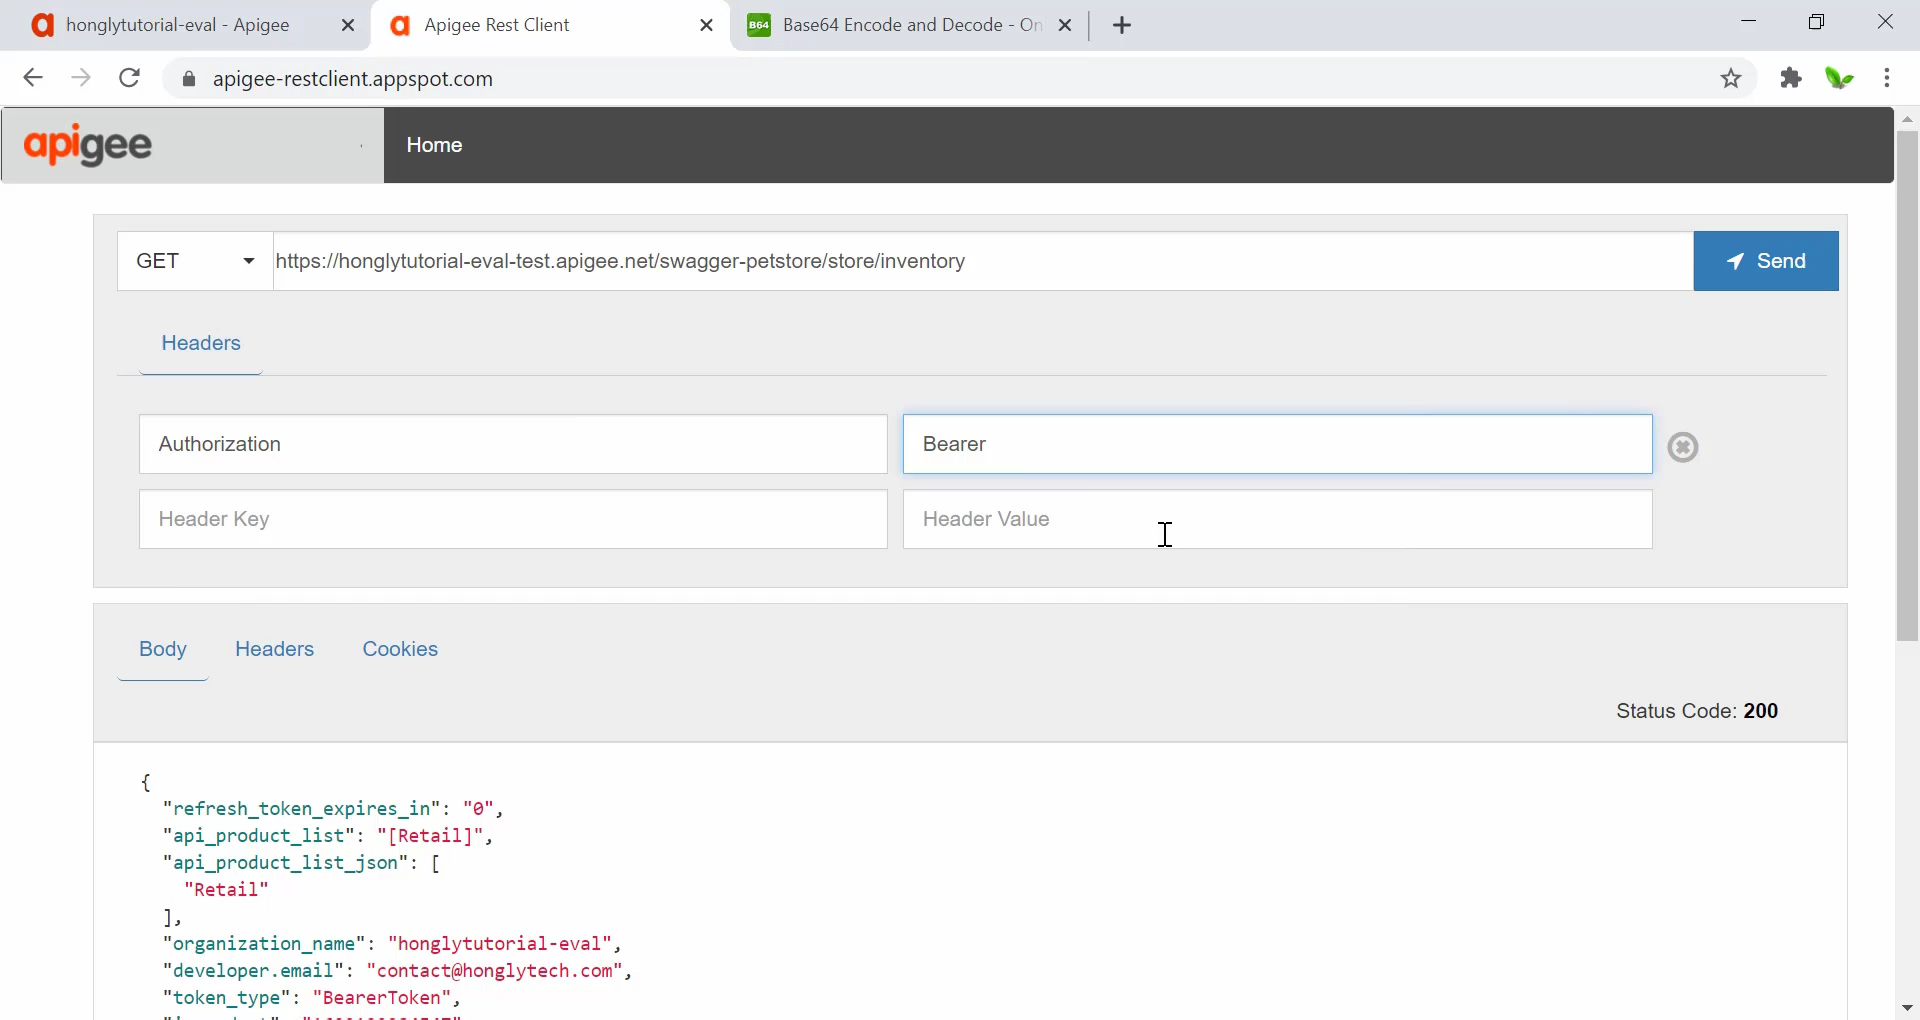 honglytutorial-eval - Apigee
Apigee Rest Client
B64
Base64 Encode and Decode - On
apigee-restclient.appspot.com
apigee
Home
GET
https://honglytutorial-eval-test.apigee.net/swagger-petstore/store/inventory
Send
Headers
Authorization
Bearer
Header Key
Header Value
Body
Headers
Cookies
Status Code: 200
{
"refresh_token_expires_in": "0",
"api_product_list": "[Retail]",
"api_product_list_json": [
"Retail"
],
"organization_name": "honglytutorial-eval",
"developer.email": "contact@honglytech.com",
"token_type": "BearerToken",